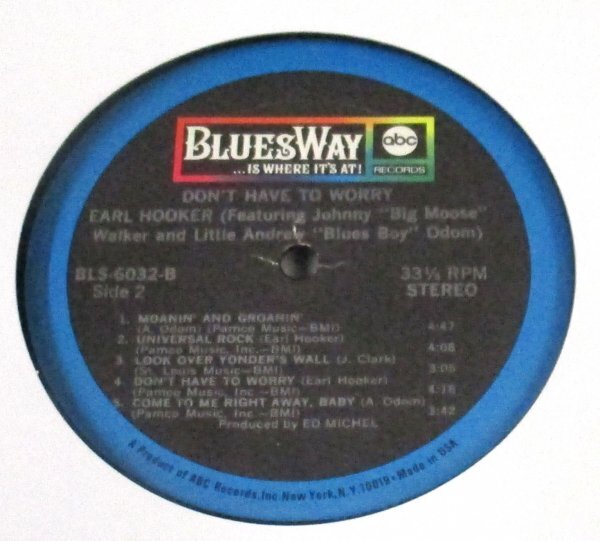 BLUESWAY
...IS WHERE IT'S AT!
abc
RECORDS
DON'T HAVE TO WORRY
EARL HOOKER (Featuring Johnny "Big Moose"
Walker and Little Andrew "Blues Boy" Odom)
BLS-6032-B 33⅓ RPM
Side 2 STEREO
1. MOANIN' AND GROANIN'
(A. Odom) (Pamco Music-BMI) 4:47
2. UNIVERSAL ROCK (Earl Hooker)
(Pamco Music, Inc.-BMI) 4:08
3. LOOK OVER YONDER'S WALL (J. Clark)
(St. Louis Music-BMI) 3:05
4. DON'T HAVE TO WORRY (Earl Hooker)
(Pamco Music, Inc.-BMI)
5. COME TO ME RIGHT AWAY, BABY (A. Odom)
(Pamco Music, Inc.-BMI) 3:42
Produced by ED MICHEL
A Product of ABC Records, Inc. New York, N.Y. 10019 • Made in USA